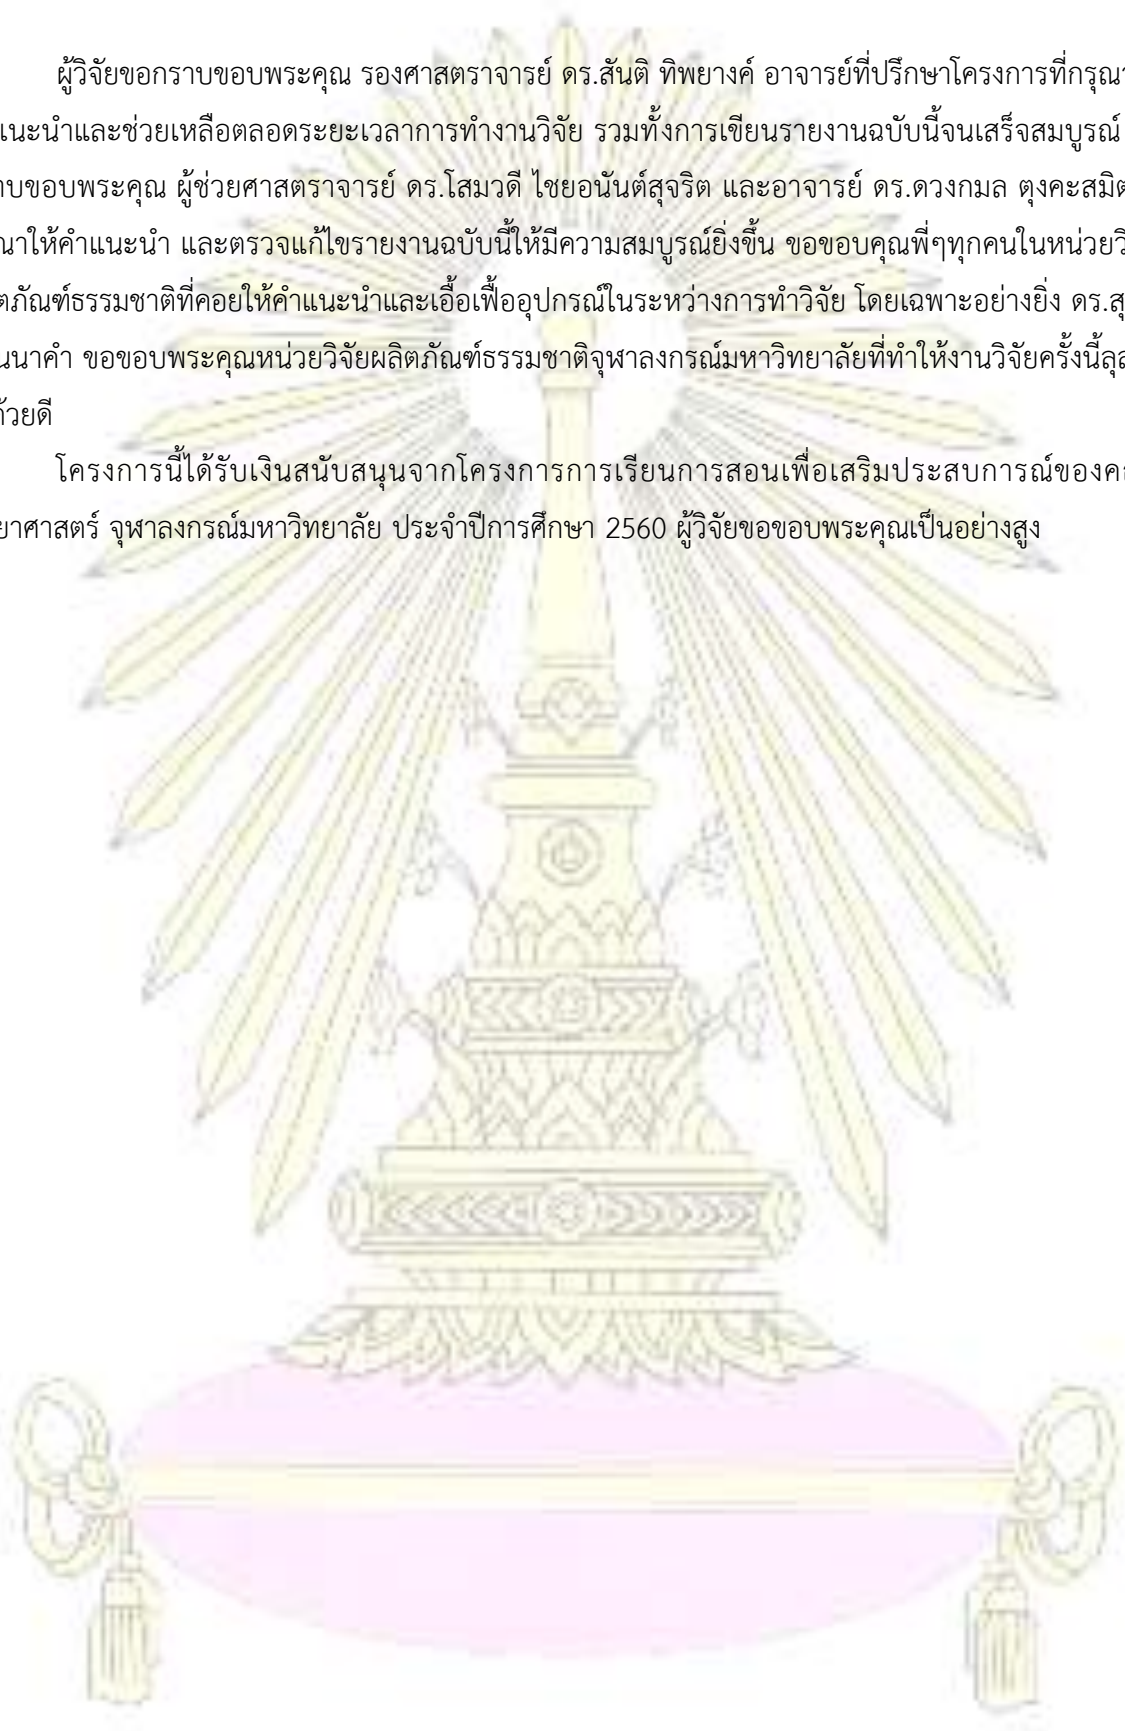 ผู้วิจัยขอกราบขอบพระคุณ รองศาสตราจารย์ ดร.สันติ ทิพยางค์ อาจารย์ที่ปรึกษาโครงการที่กรุณา
แนะนำและช่วยเหลือตลอดระยะเวลาการทำงานวิจัย รวมทั้งการเขียนรายงานฉบับนี้จนเสร็จสมบูรณ์
าบขอบพระคุณ ผู้ช่วยศาสตราจารย์ ดร.โสมวดี ไชยอนันต์สุจริต และอาจารย์ ดร.ดวงกมล ตุงคะสมิต
ณาให้คำแนะนำ และตรวจแก้ไขรายงานฉบับนี้ให้มีความสมบูรณ์ยิ่งขึ้น ขอขอบคุณพี่ๆทุกคนในหน่วยวิ
ตภัณฑ์ธรรมชาติที่คอยให้คำแนะนำและเอื้อเฟื้ออุปกรณ์ในระหว่างการทำวิจัย โดยเฉพาะอย่างยิ่ง ดร.สุ
นนาคำ ขอขอบพระคุณหน่วยวิจัยผลิตภัณฑ์ธรรมชาติจุฬาลงกรณ์มหาวิทยาลัยที่ทำให้งานวิจัยครั้งนี้ลุล
ด้วยดี
โครงการนี้ได้รับเงินสนับสนุนจากโครงการการเรียนการสอนเพื่อเสริมประสบการณ์ของคณ
ยาศาสตร์ จุฬาลงกรณ์มหาวิทยาลัย ประจำปีการศึกษา 2560 ผู้วิจัยขอขอบพระคุณเป็นอย่างสูง